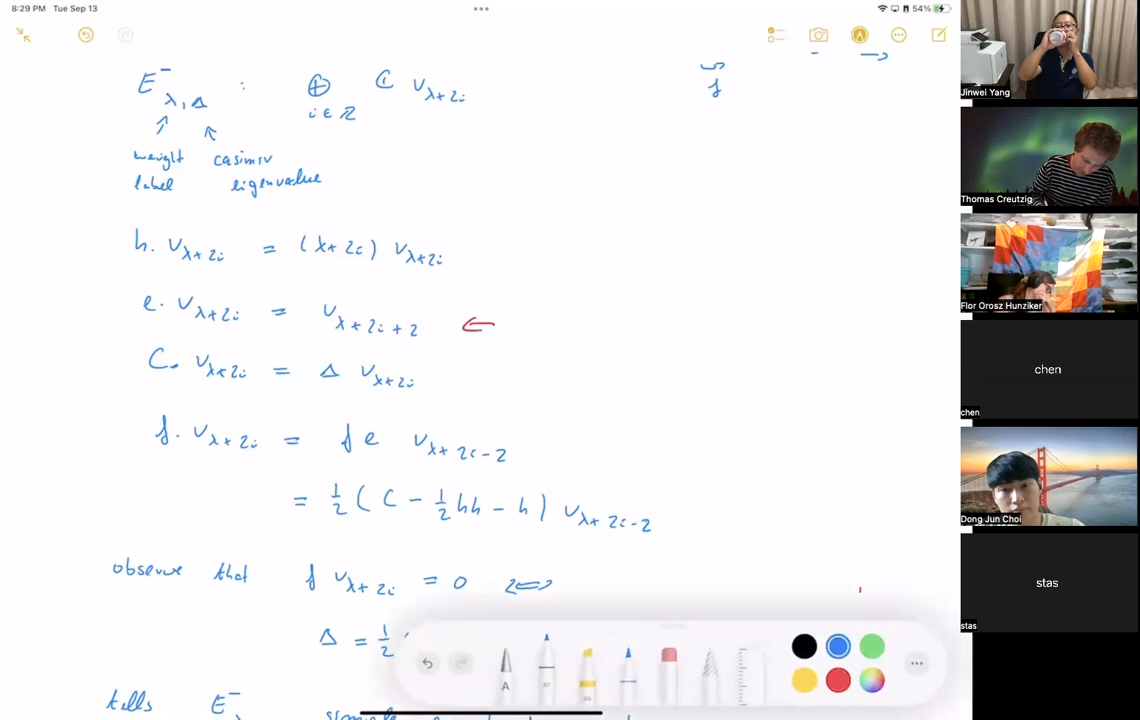 8:29 PM Tue Sep 13
54%
E⁻_{λ,Δ} : ⊕_{i∈ℤ} ℂ v_{λ+2i}
f
weight casimir
label eigenvalue
h. v_{λ+2i} = (λ+2i) v_{λ+2i}
e. v_{λ+2i} = v_{λ+2i+2} ⇐
C. v_{λ+2i} = Δ v_{λ+2i}
f. v_{λ+2i} = f e v_{λ+2i-2}
= ½ ( C - ½hh - h ) v_{λ+2i-2}
observe that f v_{λ+2i} = 0 ⟺
Δ = ½
tells E⁻
A
Jinwei Yang
Thomas Creutzig
Flor Orosz Hunziker
chen
chen
Dong Jun Choi
stas
stas